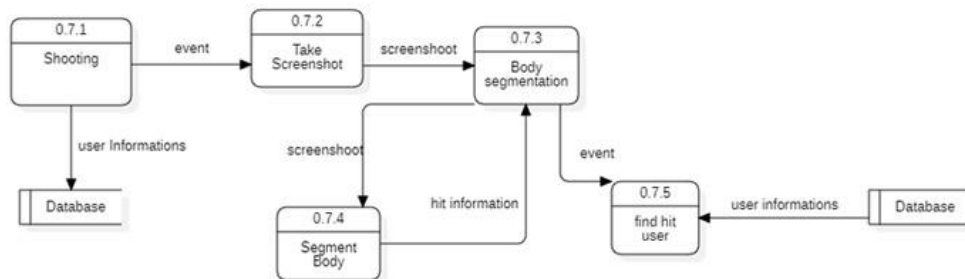 0.7.1
Shooting
event
0.7.2
Take
Screenshot
screenshoot
0.7.3
Body
segmentation
user Informations
Database
screenshoot
0.7.4
Segment
Body
hit information
event
0.7.5
find hit
user
user informations
Database